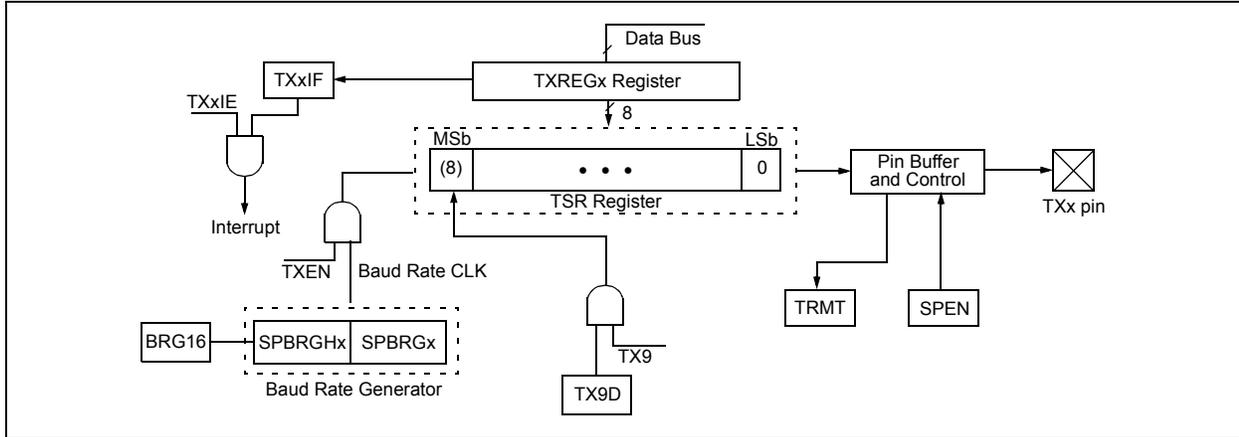 Data Bus
TXxIF
TXREGx Register
TXxIE
8
MSb
LSb
(8)
• • •
0
Pin Buffer
and Control
TSR Register
TXx pin
Interrupt
TXEN
Baud Rate CLK
TRMT
SPEN
BRG16
SPBRGHx
SPBRGx
TX9
Baud Rate Generator
TX9D